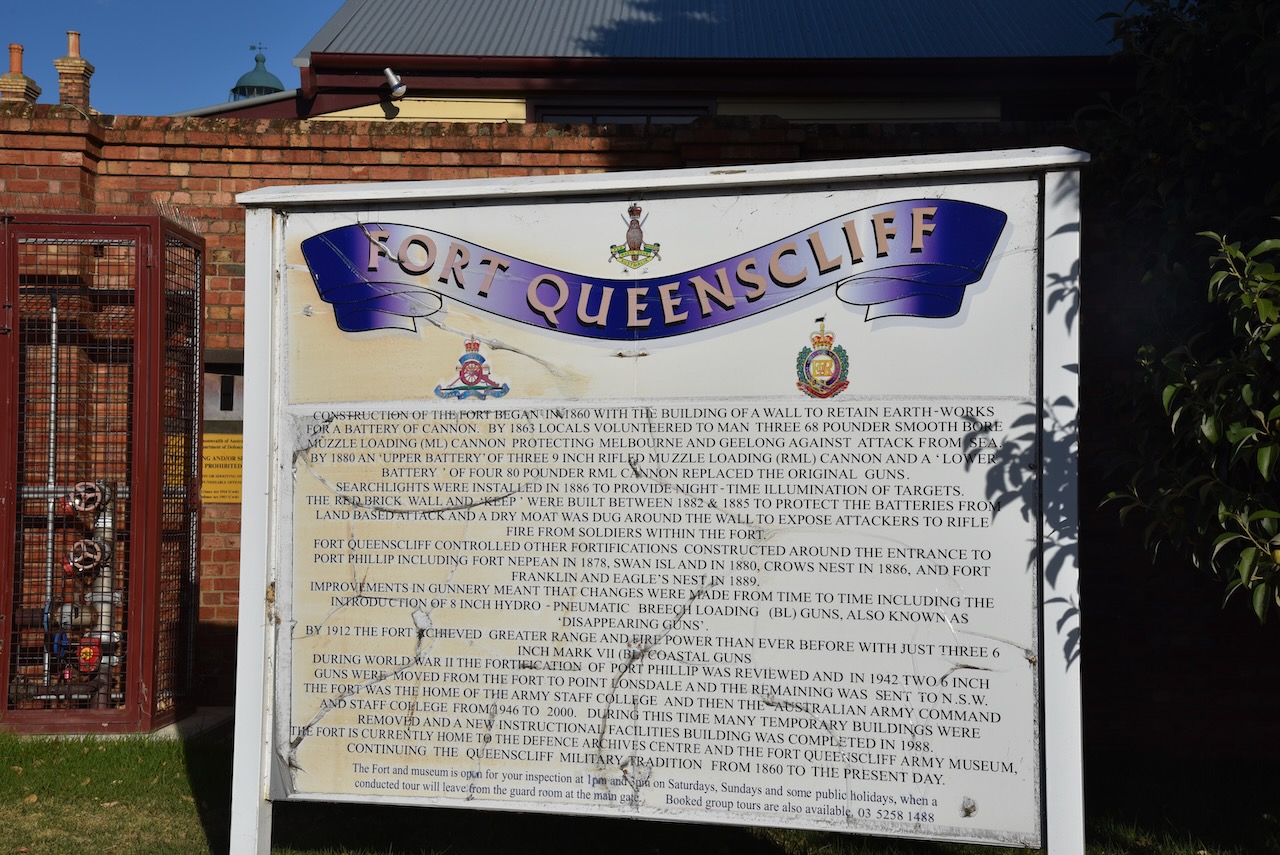 FORT QUEENSCLIFF
CONSTRUCTION OF THE FORT BEGAN IN 1860 WITH THE BUILDING OF A WALL TO RETAIN EARTH-WORKS
FOR A BATTERY OF CANNON. BY 1863 LOCALS VOLUNTEERED TO MAN THREE 68 POUNDER SMOOTH BORE
MUZZLE LOADING (ML) CANNON PROTECTING MELBOURNE AND GEELONG AGAINST ATTACK FROM SEA.
BY 1880 AN 'UPPER BATTERY' OF THREE 9 INCH RIFLED MUZZLE LOADING (RML) CANNON AND A 'LOWER
BATTERY ' OF FOUR 80 POUNDER RML CANNON REPLACED THE ORIGINAL GUNS.
SEARCHLIGHTS WERE INSTALLED IN 1886 TO PROVIDE NIGHT-TIME ILLUMINATION OF TARGETS.
THE RED BRICK WALL AND 'KEEP' WERE BUILT BETWEEN 1882 & 1885 TO PROTECT THE BATTERIES FROM
LAND BASED ATTACK AND A DRY MOAT WAS DUG AROUND THE WALL TO EXPOSE ATTACKERS TO RIFLE
FIRE FROM SOLDIERS WITHIN THE FORT.
FORT QUEENSCLIFF CONTROLLED OTHER FORTIFICATIONS CONSTRUCTED AROUND THE ENTRANCE TO
PORT PHILLIP INCLUDING FORT NEPEAN IN 1878, SWAN ISLAND IN 1880, CROWS NEST IN 1886, AND FORT
FRANKLIN AND EAGLE'S NEST IN 1889.
IMPROVEMENTS IN GUNNERY MEANT THAT CHANGES WERE MADE FROM TIME TO TIME INCLUDING THE
INTRODUCTION OF 8 INCH HYDRO - PNEUMATIC BREECH LOADING (BL) GUNS, ALSO KNOWN AS
'DISAPPEARING GUNS'.
BY 1912 THE FORT ACHIEVED GREATER RANGE AND FIRE POWER THAN EVER BEFORE WITH JUST THREE 6
INCH MARK VII (BL) COASTAL GUNS
DURING WORLD WAR II THE FORTIFICATION OF PORT PHILLIP WAS REVIEWED AND IN 1942 TWO 6 INCH
GUNS WERE MOVED FROM THE FORT TO POINT LONSDALE AND THE REMAINING WAS SENT TO N.S.W.
THE FORT WAS THE HOME OF THE ARMY STAFF COLLEGE AND THEN THE AUSTRALIAN ARMY COMMAND
AND STAFF COLLEGE FROM 1946 TO 2000. DURING THIS TIME MANY TEMPORARY BUILDINGS WERE
REMOVED AND A NEW INSTRUCTIONAL FACILITIES BUILDING WAS COMPLETED IN 1988.
THE FORT IS CURRENTLY HOME TO THE DEFENCE ARCHIVES CENTRE AND THE FORT QUEENSCLIFF ARMY MUSEUM,
CONTINUING THE QUEENSCLIFF MILITARY TRADITION FROM 1860 TO THE PRESENT DAY.
The Fort and museum is open for your inspection at 1pm and 3pm on Saturdays, Sundays and some public holidays, when a
conducted tour will leave from the guard room at the main gate. Booked group tours are also available. 03 5258 1488